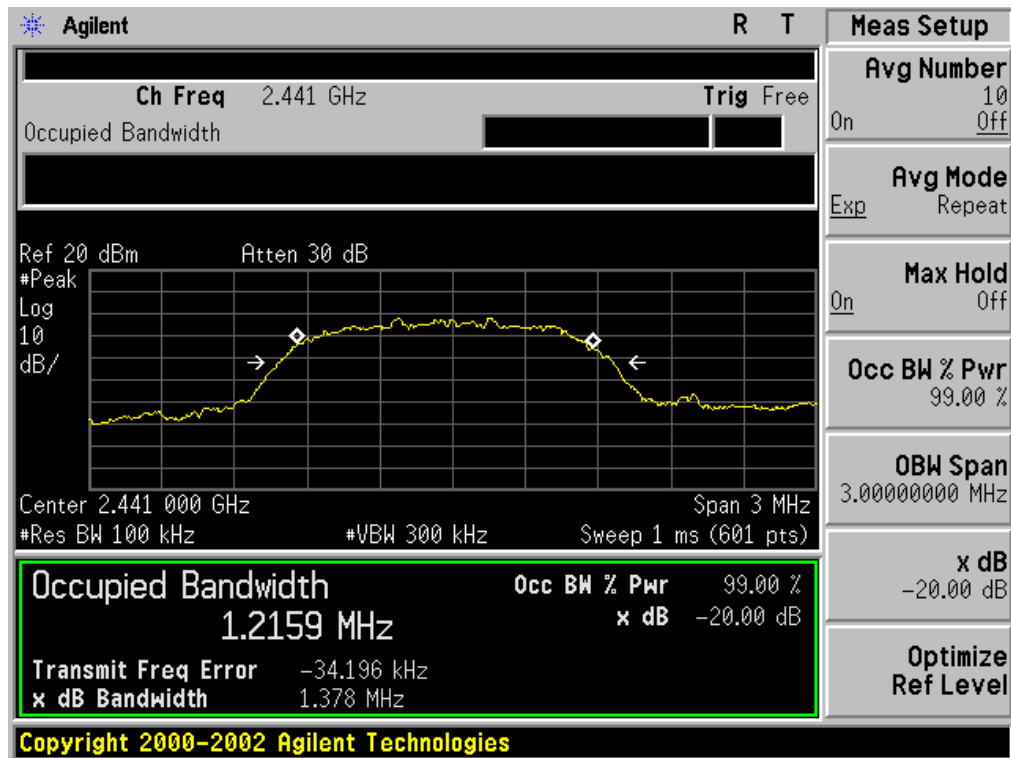 Agilent R T
Ch Freq 2.441 GHz Trig Free
Occupied Bandwidth
Ref 20 dBm Atten 30 dB
#Peak
Log
10
dB/
Center 2.441 000 GHz Span 3 MHz
#Res BW 100 kHz #VBW 300 kHz Sweep 1 ms (601 pts)
Occupied Bandwidth Occ BW % Pwr 99.00 %
1.2159 MHz x dB -20.00 dB
Transmit Freq Error -34.196 kHz
x dB Bandwidth 1.378 MHz
Copyright 2000-2002 Agilent Technologies
Meas Setup
Avg Number
10
On Off
Avg Mode
Exp Repeat
Max Hold
On Off
Occ BW % Pwr
99.00 %
OBW Span
3.00000000 MHz
x dB
-20.00 dB
Optimize
Ref Level